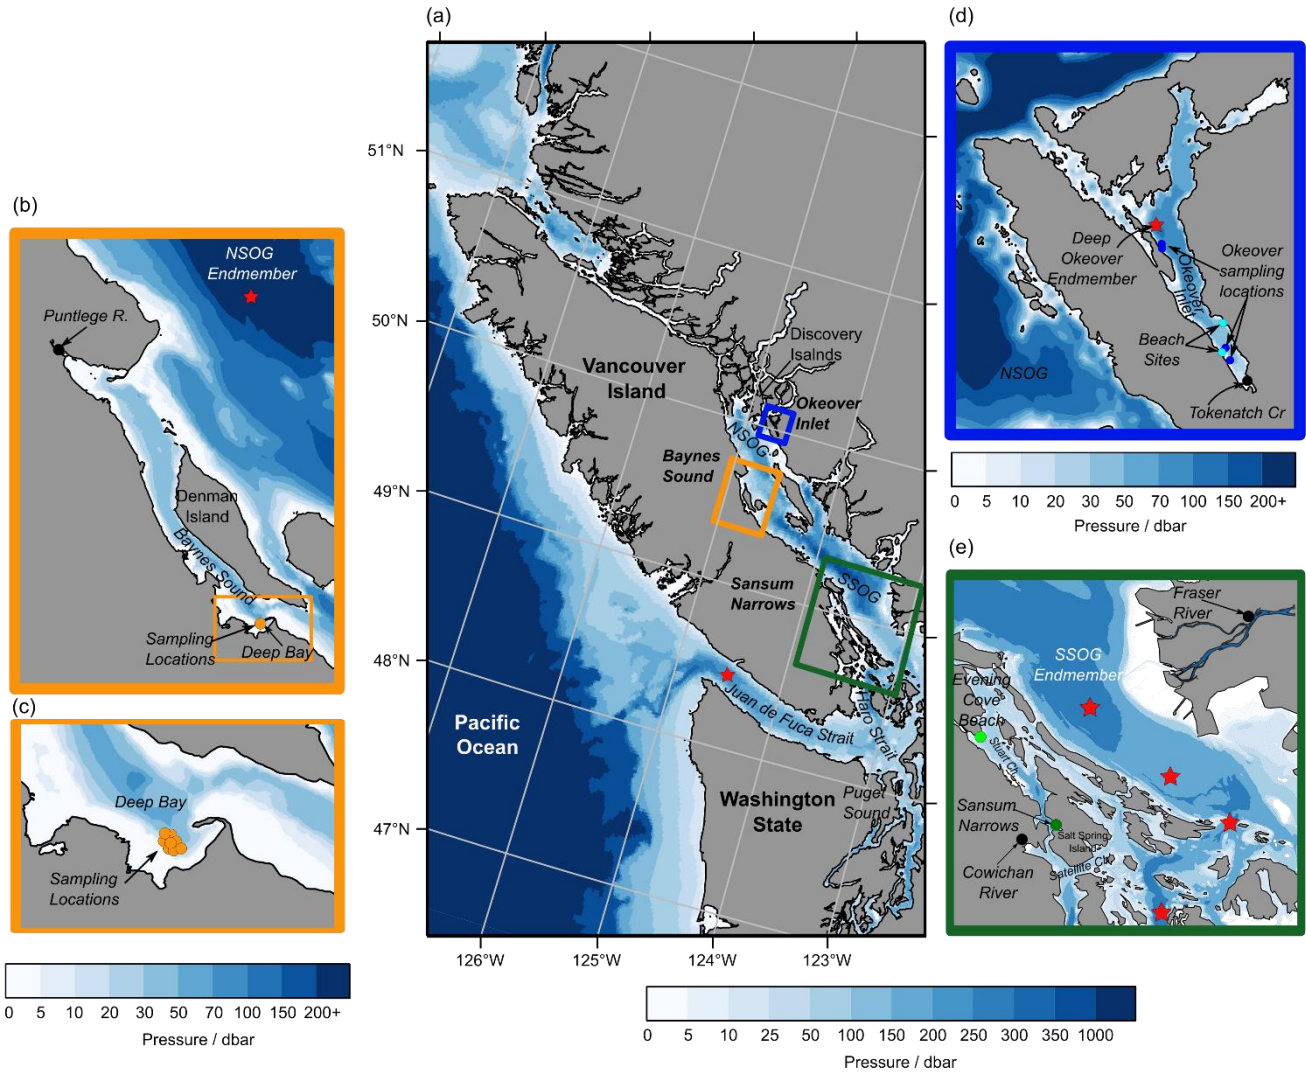 (a)
51°N
50°N
49°N
48°N
47°N
126°W
125°W
124°W
123°W
Vancouver
Island
Discovery
Isalnds
Okeover
Inlet
NSOG
Baynes
Sound
Sansum
Narrows
SSOG
Juan de Fuca Strait
Haro Strait
Pacific
Ocean
Washington
State
Puget
Sound
0 5 10 25 50 100 150 200 250 300 350 1000
Pressure / dbar
(b)
NSOG
Endmember
Puntlege R.
Denman
Island
Baynes Sound
Sampling
Locations
Deep Bay
(c)
Deep Bay
Sampling
Locations
0 5 10 20 30 50 70 100 150 200+
Pressure / dbar
(d)
Deep
Okeover
Endmember
Okeover
sampling
locations
Okeover
Inlet
Beach
Sites
NSOG
Tokenatch Cr
0 5 10 20 30 50 70 100 150 200+
Pressure / dbar
(e)
Fraser
River
SSOG
Endmember
Evening
Cove
Beach
Stuart Ch.
Sansum
Narrows
Salt Spring
Island
Satellite Ch.
Cowichan
River